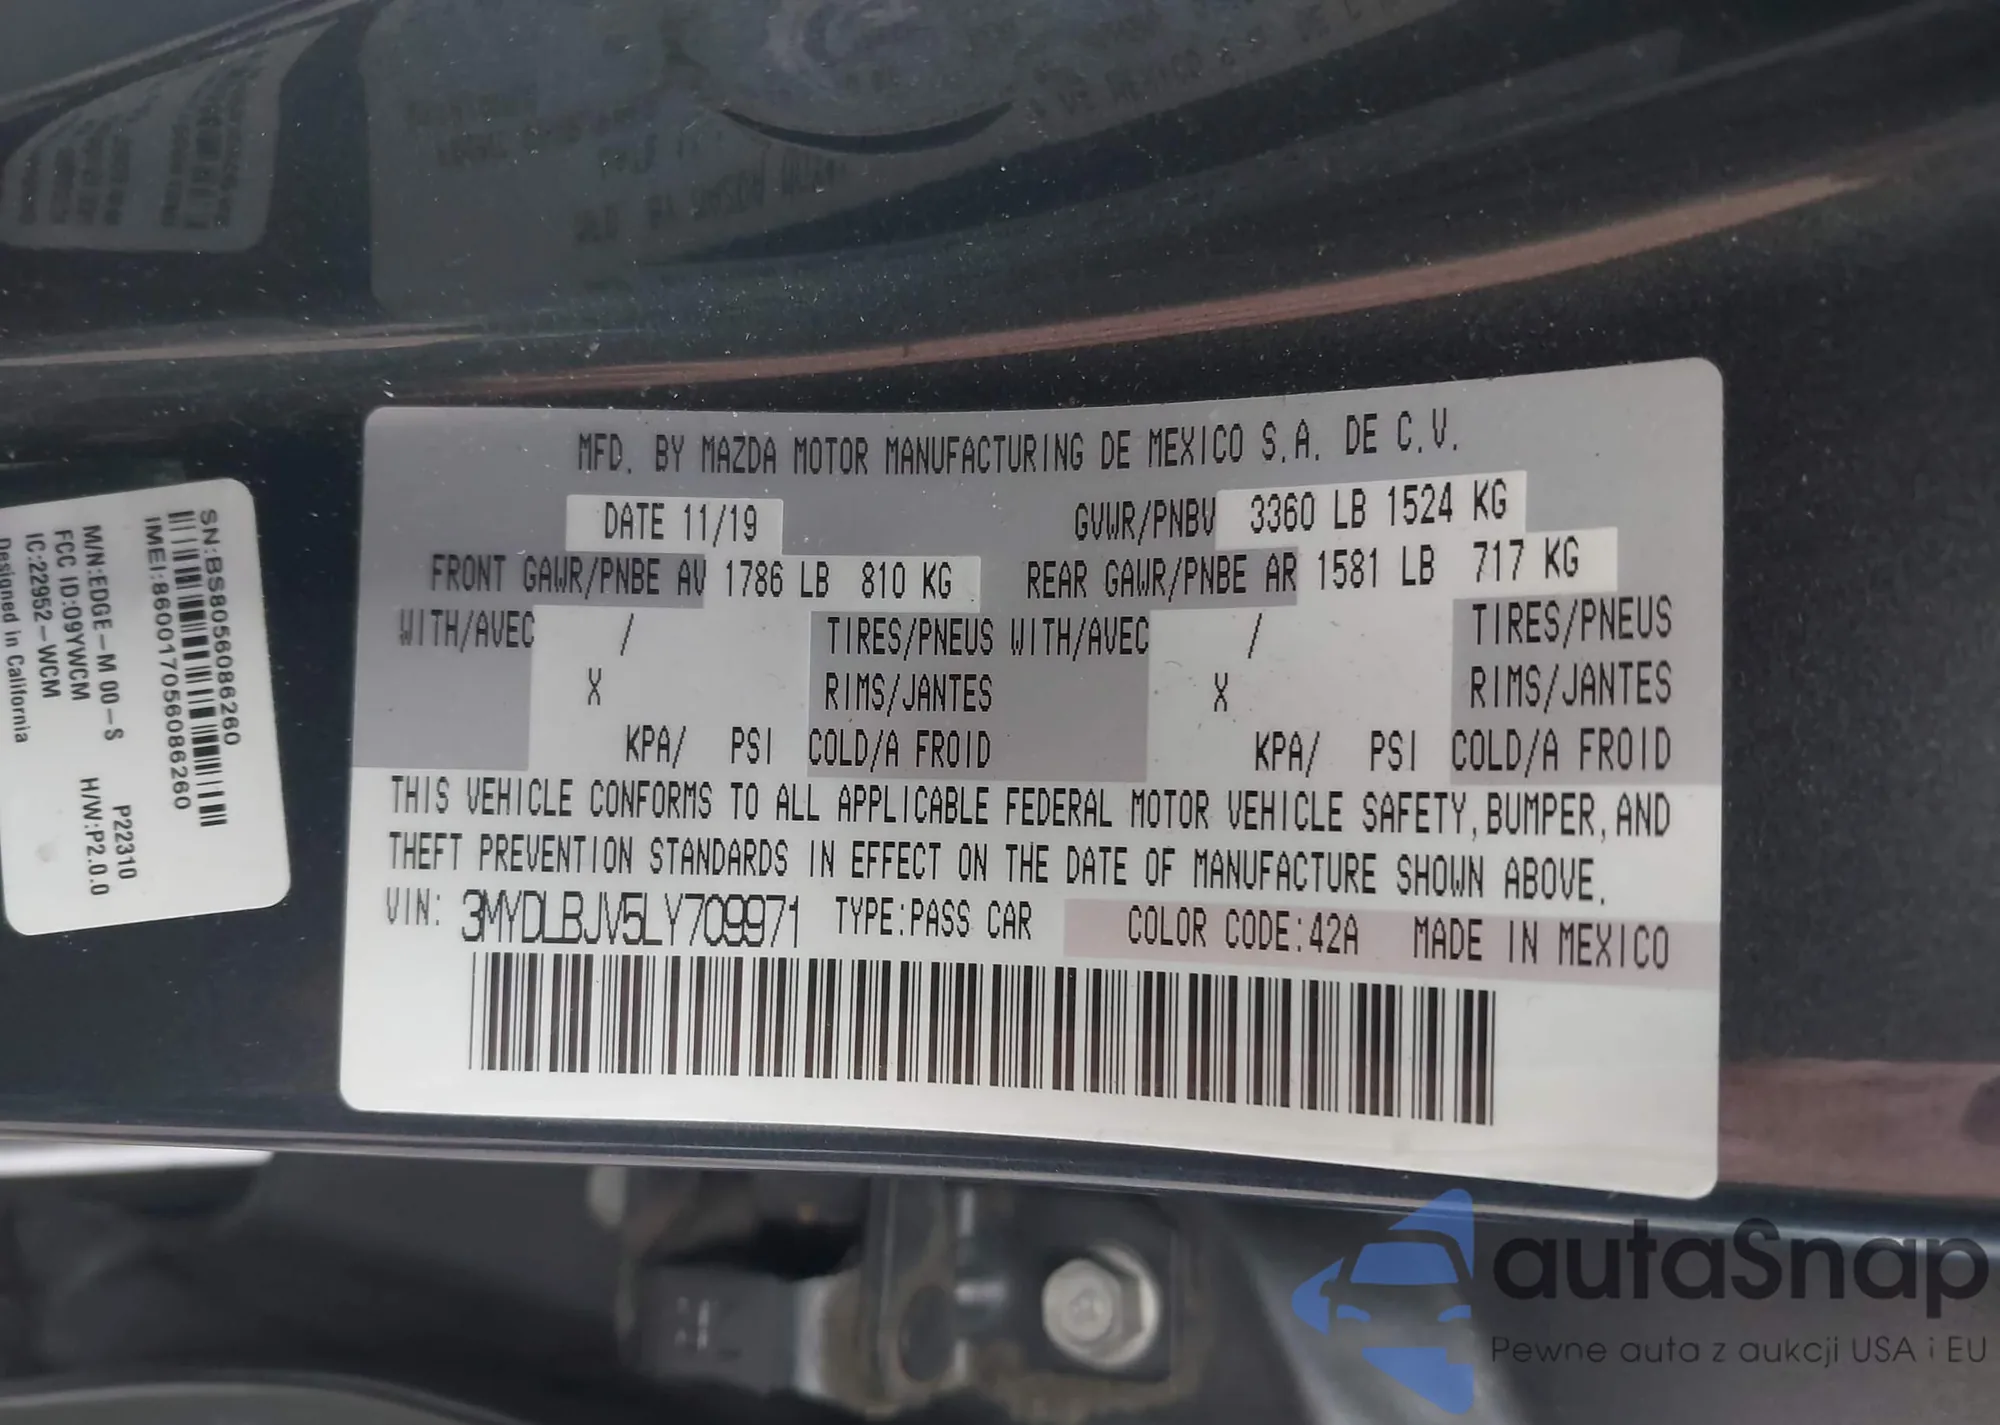 MFD. BY MAZDA MOTOR MANUFACTURING DE MEXICO S.A. DE C.V.
DATE 11/19 GVWR/PNBV 3360 LB 1524 KG
FRONT GAWR/PNBE AV 1786 LB 810 KG REAR GAWR/PNBE AR 1581 LB 717 KG
WITH/AVEC / TIRES/PNEUS WITH/AVEC / TIRES/PNEUS
X RIMS/JANTES X RIMS/JANTES
KPA/ PSI COLD/A FROID KPA/ PSI COLD/A FROID
THIS VEHICLE CONFORMS TO ALL APPLICABLE FEDERAL MOTOR VEHICLE SAFETY, BUMPER, AND
THEFT PREVENTION STANDARDS IN EFFECT ON THE DATE OF MANUFACTURE SHOWN ABOVE.
VIN: 3MYDLBJV5LY709971 TYPE:PASS CAR COLOR CODE:42A MADE IN MEXICO
SN:BS805608626​0
IMEI:860017056086260
M/N:EDGE-M 00-S P22310
FCC ID:09YWCM H/W:P2.0.0
IC:22952-WCM
Designed in California
autaSnap
Pewne auta z aukcji USA i EU